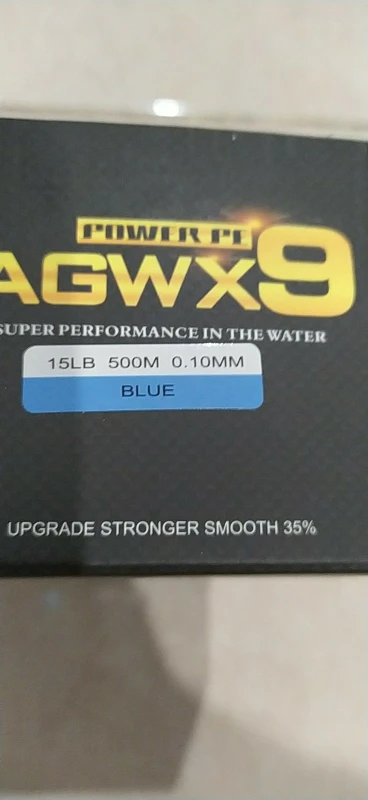 POWER PE
AGWX9
SUPER PERFORMANCE IN THE WATER
15LB 500M 0.10MM
BLUE
UPGRADE STRONGER SMOOTH 35%